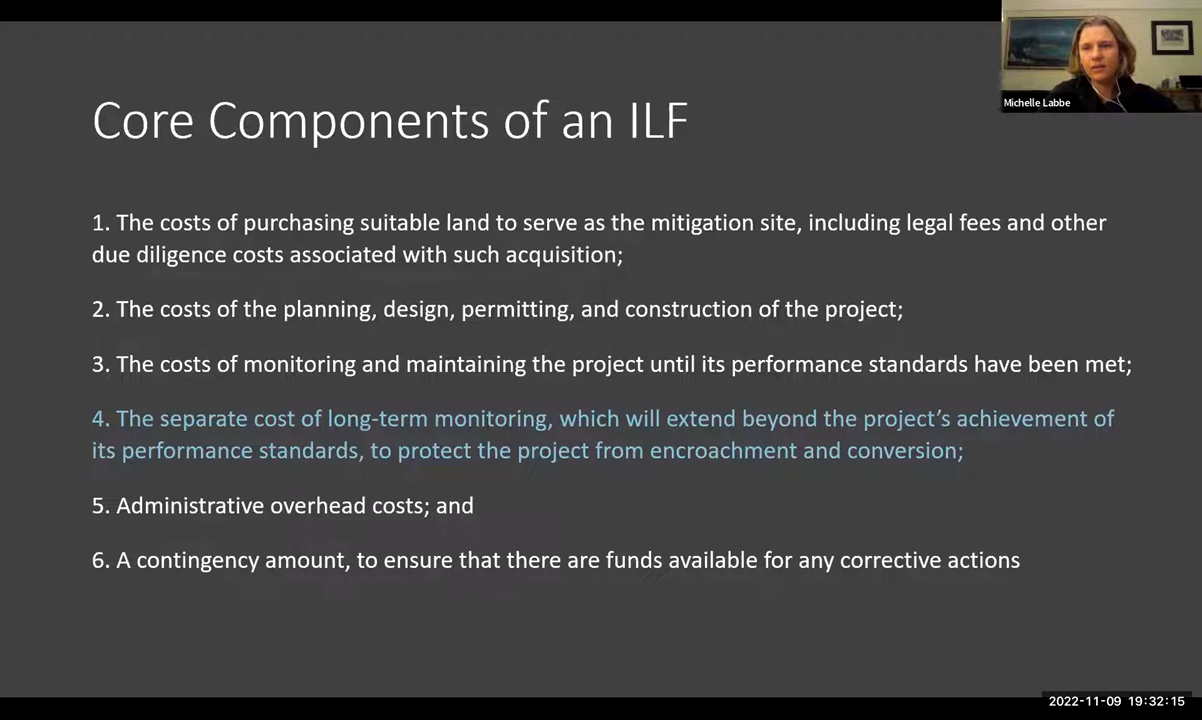 Michelle Labbe
Core Components of an ILF
1. The costs of purchasing suitable land to serve as the mitigation site, including legal fees and other
due diligence costs associated with such acquisition;
2. The costs of the planning, design, permitting, and construction of the project;
3. The costs of monitoring and maintaining the project until its performance standards have been met;
4. The separate cost of long-term monitoring, which will extend beyond the project’s achievement of
its performance standards, to protect the project from encroachment and conversion;
5. Administrative overhead costs; and
6. A contingency amount, to ensure that there are funds available for any corrective actions
2022-11-09 19:32:15